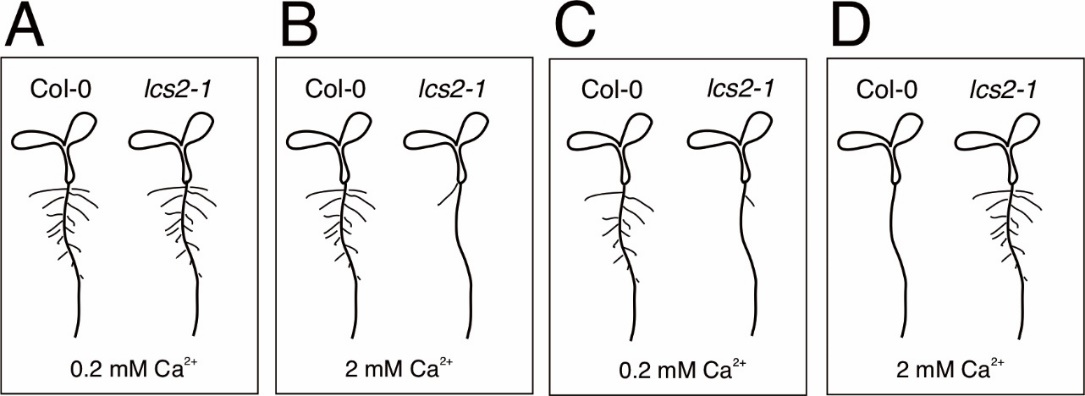 A
Col-0 lcs2-1
0.2 mM Ca²⁺
B
Col-0 lcs2-1
2 mM Ca²⁺
C
Col-0 lcs2-1
0.2 mM Ca²⁺
D
Col-0 lcs2-1
2 mM Ca²⁺